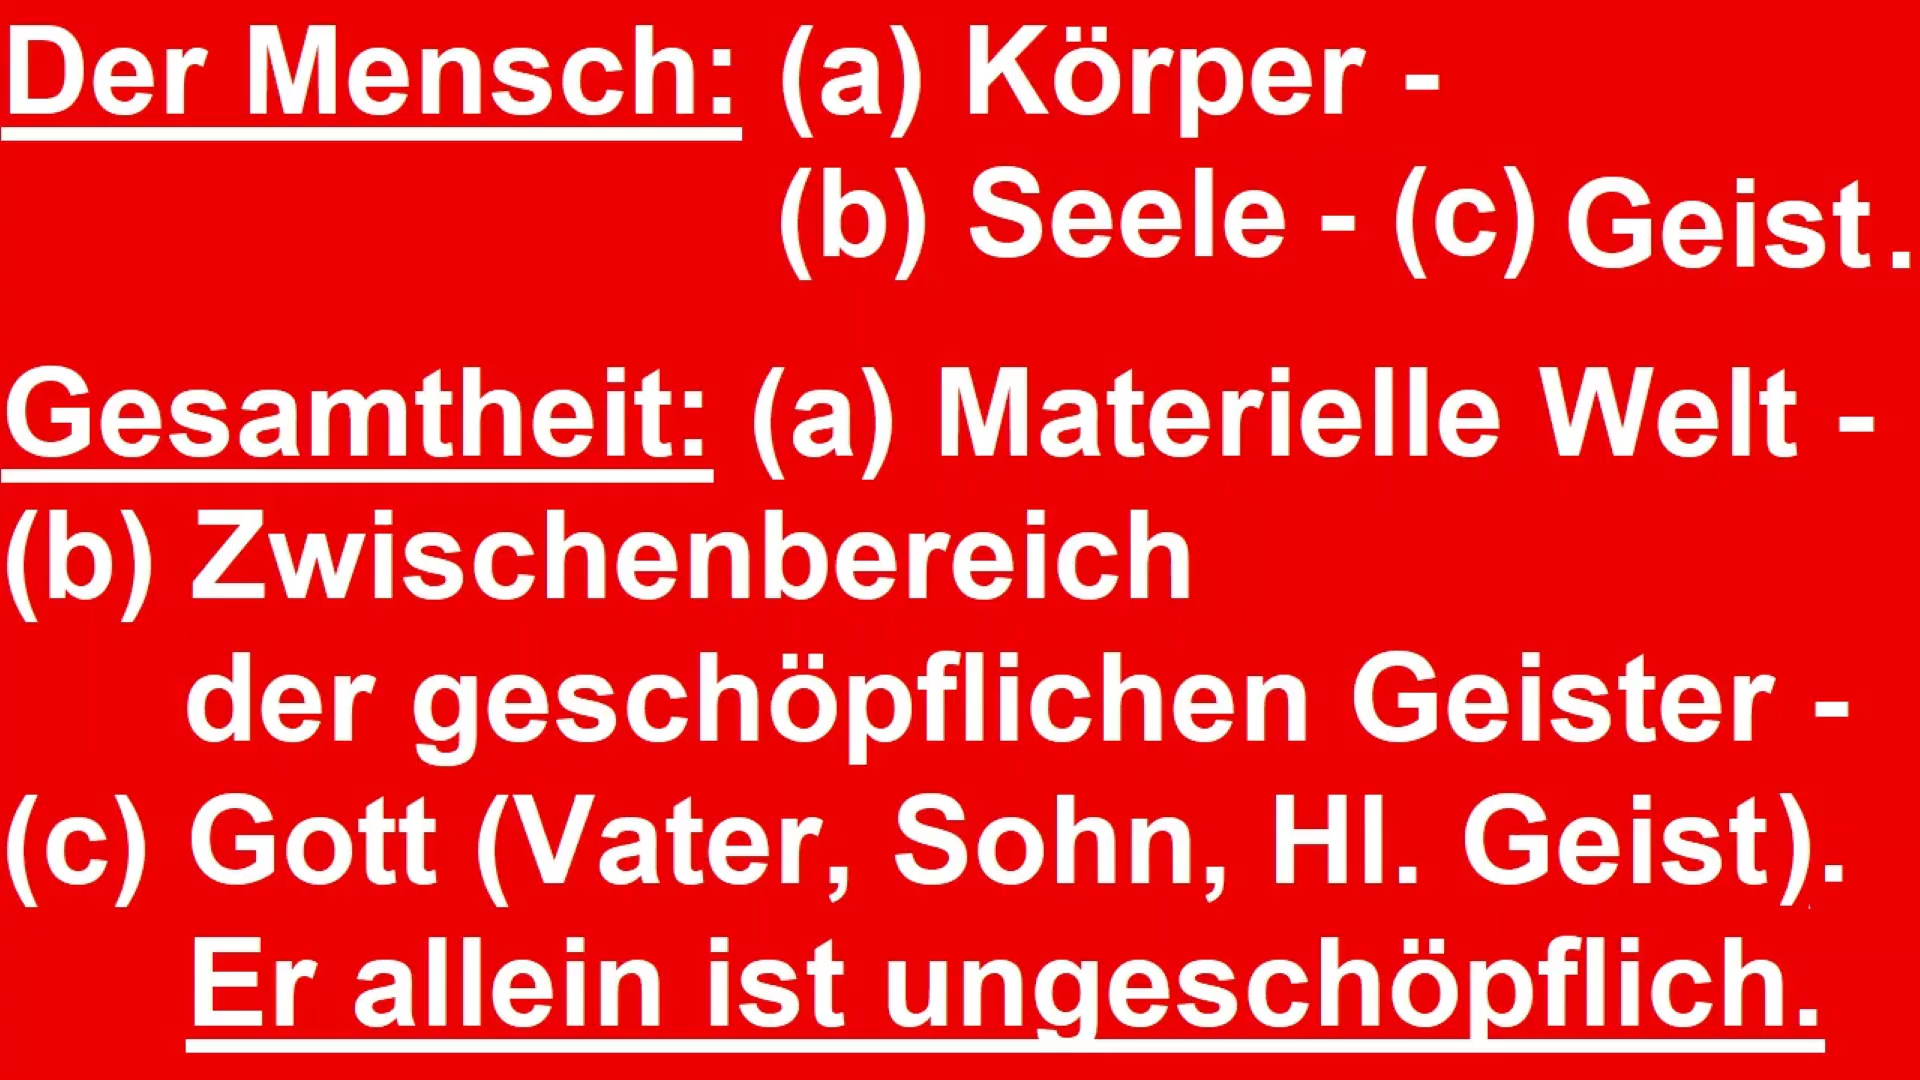 Der Mensch: (a) Körper -
(b) Seele - (c) Geist.
Gesamtheit: (a) Materielle Welt -
(b) Zwischenbereich
der geschöpflichen Geister -
(c) Gott (Vater, Sohn, Hl. Geist).
Er allein ist ungeschöpflich.